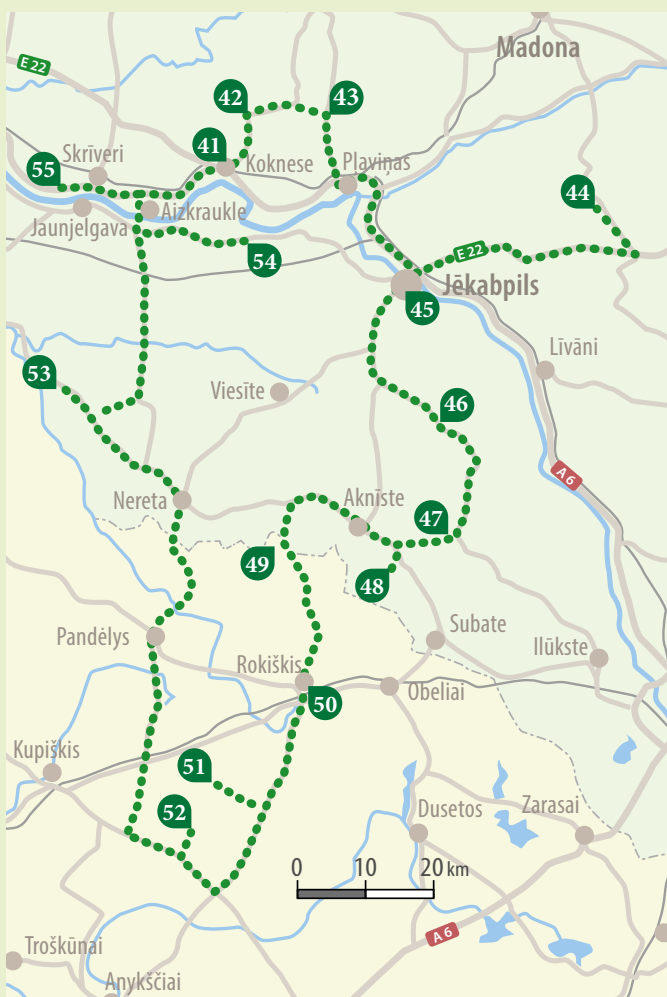 Madona
E 22
42
43
41
Koknese
Pļaviņas
55
Skrīveri
44
Jaunjelgava
Aizkraukle
54
E 22
Jēkabpils
45
Līvāni
53
Viesīte
46
A 6
Nereta
Aknīste
47
49
48
Pandėlys
Subate
Ilūkste
Rokiškis
Obeliai
50
Kupiškis
51
52
Dusetos
Zarasai
0 10 20 km
A 6
Troškūnai
Anykščiai